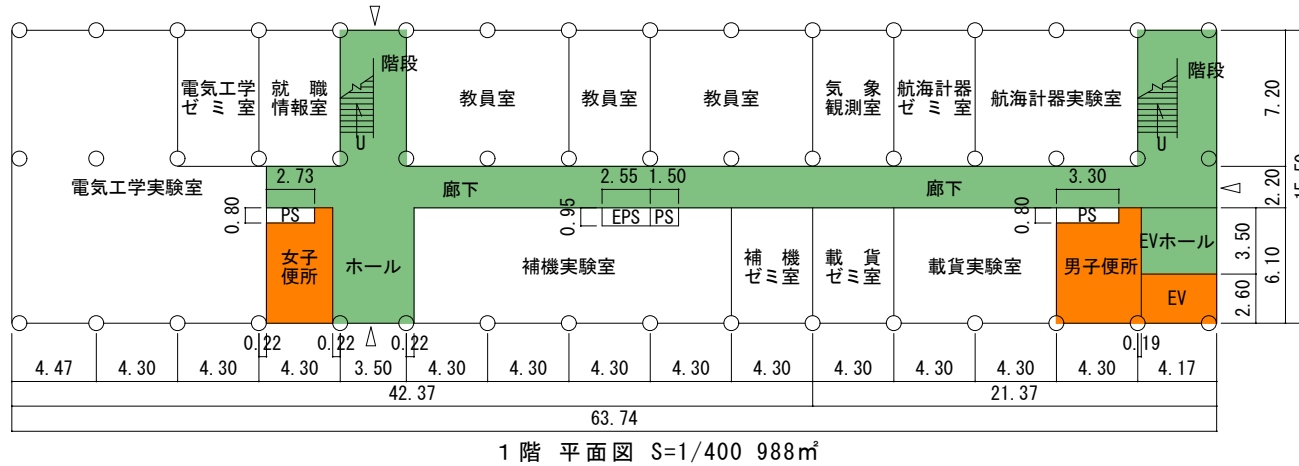 階段
階段
電気工学
ゼミ室
就職
情報室
教員室
教員室
教員室
気象
観測室
航海計器
ゼミ室
航海計器実験室
U
U
7.20
電気工学実験室
2.73
廊下
2.55
1.50
廊下
3.30
2.20
15.50
0.80
PS
0.95
EPS
PS
0.80
PS
女子
便所
ホール
補機実験室
補機
ゼミ室
載貨
ゼミ室
載貨実験室
男子便所
EVホール
EV
3.50
2.60
6.10
0.22
0.22
0.22
0.19
4.47
4.30
4.30
4.30
3.50
4.30
4.30
4.30
4.30
4.30
4.30
4.30
4.30
4.30
4.17
42.37
21.37
63.74
1階 平面図 S=1/400 988㎡